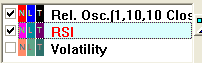 N L T Rel. Osc.[1,10,10 Clos
N L T RSI
N L T Volatility